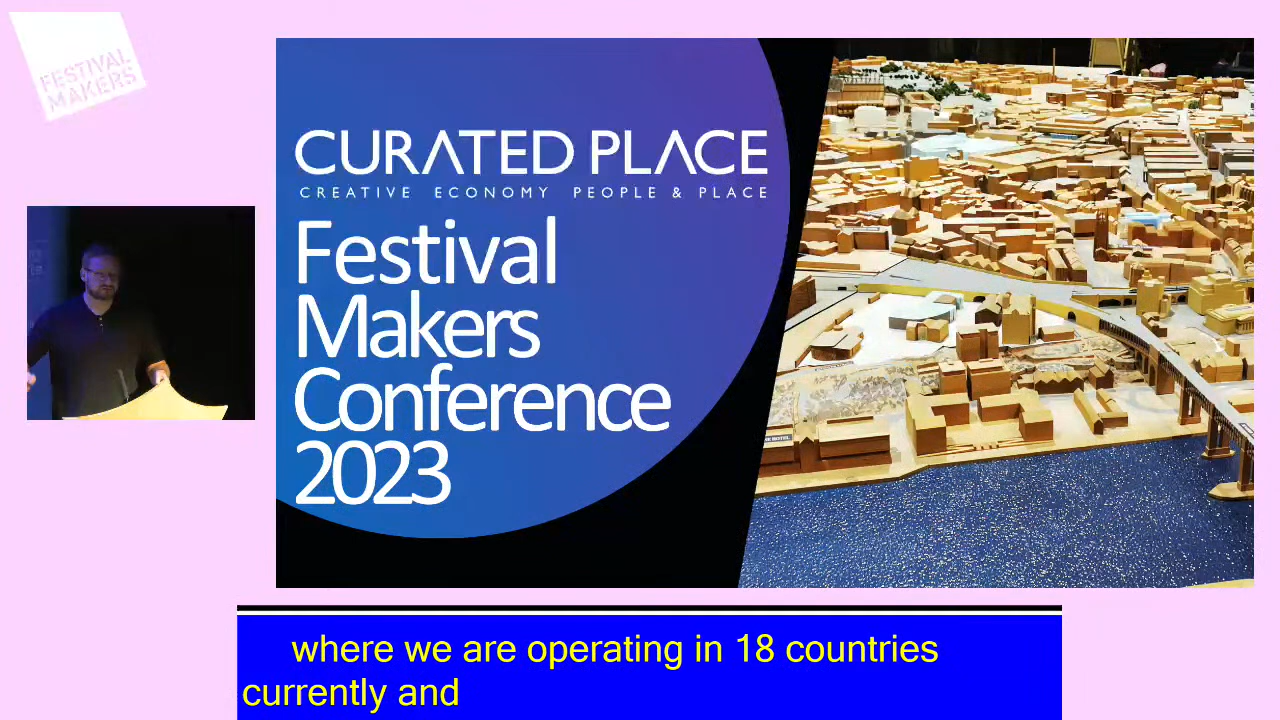 FESTIVAL
MAKERS
CURATED PLACE
CREATIVE ECONOMY PEOPLE & PLACE
Festival
Makers
Conference
2023
where we are operating in 18 countries
currently and